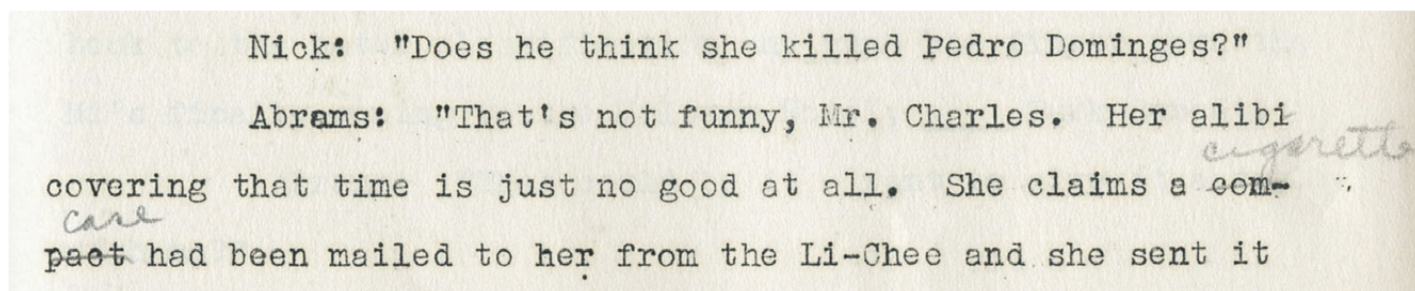 Nick: "Does he think she killed Pedro Dominges?"
Abrams: "That's not funny, Mr. Charles. Her alibi
cigarette
covering that time is just no good at all. She claims a com-
case
pact had been mailed to her from the Li-Chee and she sent it